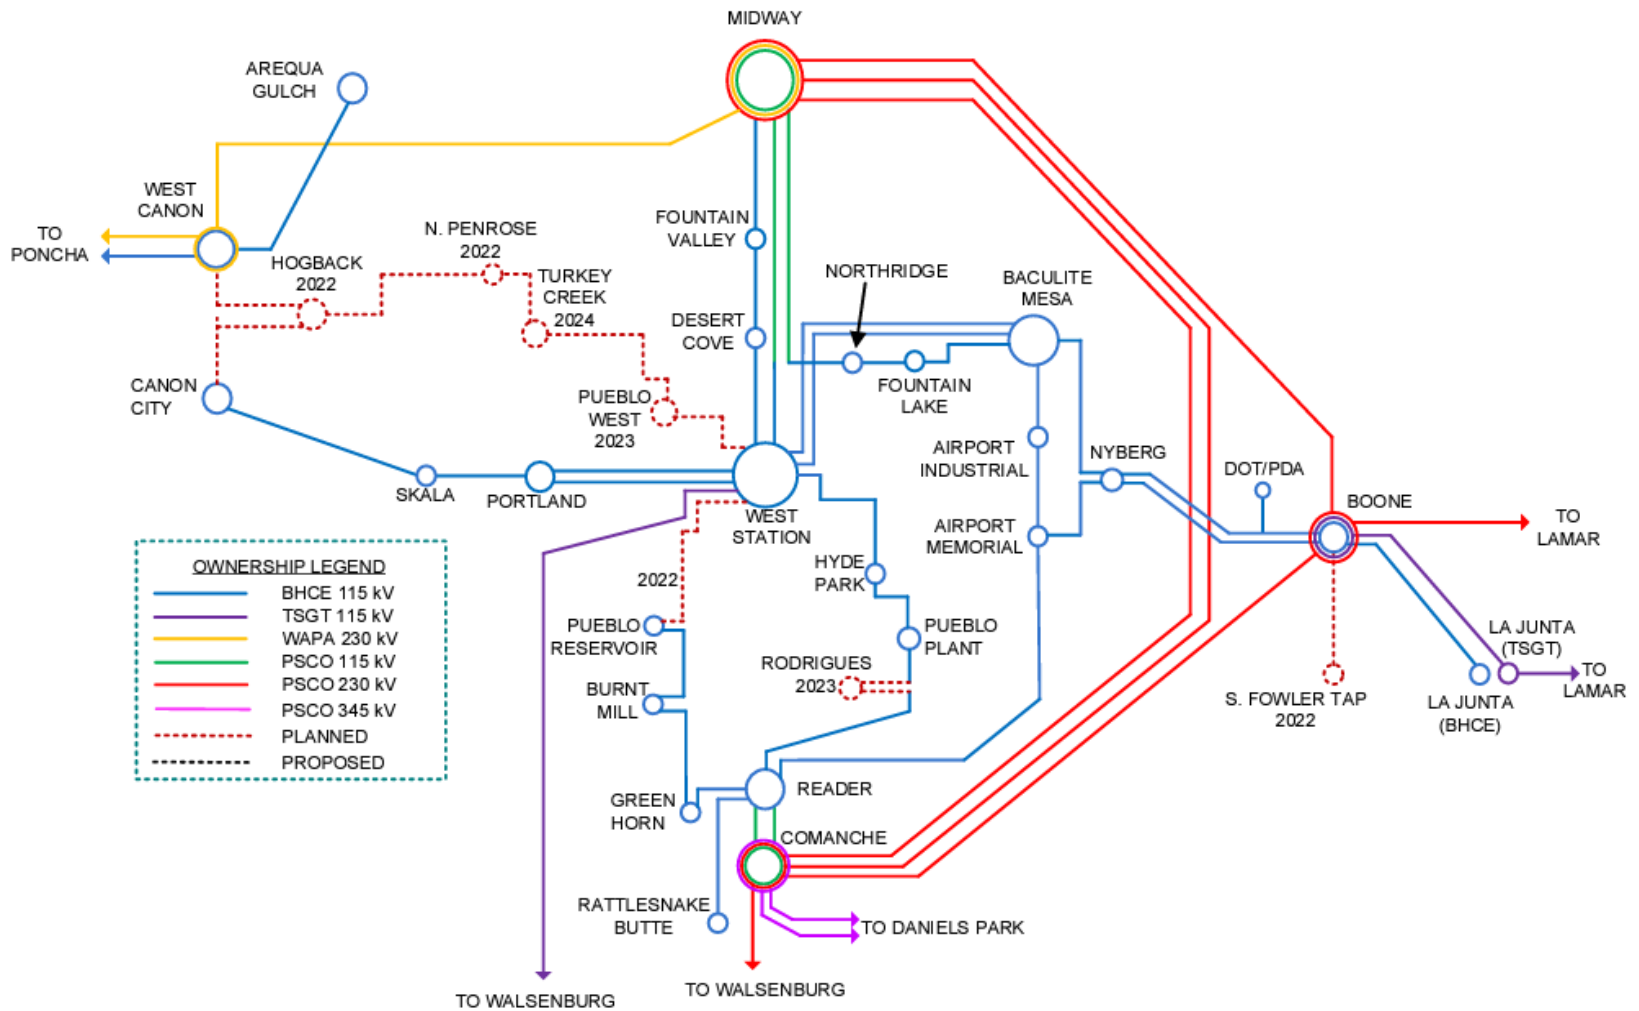 MIDWAY
AREQUA
GULCH
WEST
CANON
TO
PONCHA
HOGBACK
2022
N. PENROSE
2022
TURKEY
CREEK
2024
FOUNTAIN
VALLEY
NORTHRIDGE
BACULITE
MESA
DESERT
COVE
FOUNTAIN
LAKE
CANON
CITY
PUEBLO
WEST
2023
AIRPORT
INDUSTRIAL
NYBERG
DOT/PDA
SKALA
PORTLAND
WEST
STATION
BOONE
TO
LAMAR
AIRPORT
MEMORIAL
HYDE
PARK
2022
PUEBLO
RESERVOIR
PUEBLO
PLANT
LA JUNTA
(TSGT)
TO
LAMAR
RODRIGUES
2023
BURNT
MILL
S. FOWLER TAP
2022
LA JUNTA
(BHCE)
OWNERSHIP LEGEND
BHCE 115 kV
TSGT 115 kV
WAPA 230 kV
PSCO 115 kV
PSCO 230 kV
PSCO 345 kV
PLANNED
PROPOSED
READER
GREEN
HORN
COMANCHE
RATTLESNAKE
BUTTE
TO DANIELS PARK
TO WALSENBURG
TO WALSENBURG